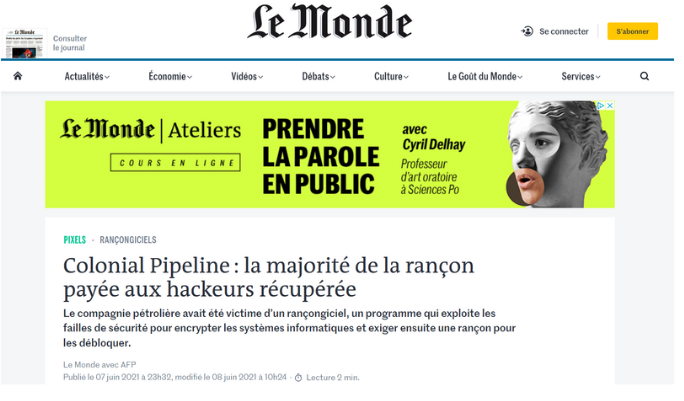 Le Monde
Consulter
le journal
Se connecter
S'abonner
Actualités
Économie
Vidéos
Débats
Culture
Le Goût du Monde
Services
Le Monde | Ateliers
COURS EN LIGNE
PRENDRE
LA PAROLE
EN PUBLIC
avec
Cyril Delhay
Professeur
d'art oratoire
à Sciences Po
PIXELS • RANÇONGICIELS
Colonial Pipeline : la majorité de la rançon
payée aux hackeurs récupérée
Le compagnie pétrolière avait été victime d'un rançongiciel, un programme qui exploite les
failles de sécurité pour encrypter les systèmes informatiques et exiger ensuite une rançon pour
les débloquer.
Le Monde avec AFP
Publié le 07 juin 2021 à 23h32, modifié le 08 juin 2021 à 10h24 · Lecture 2 min.